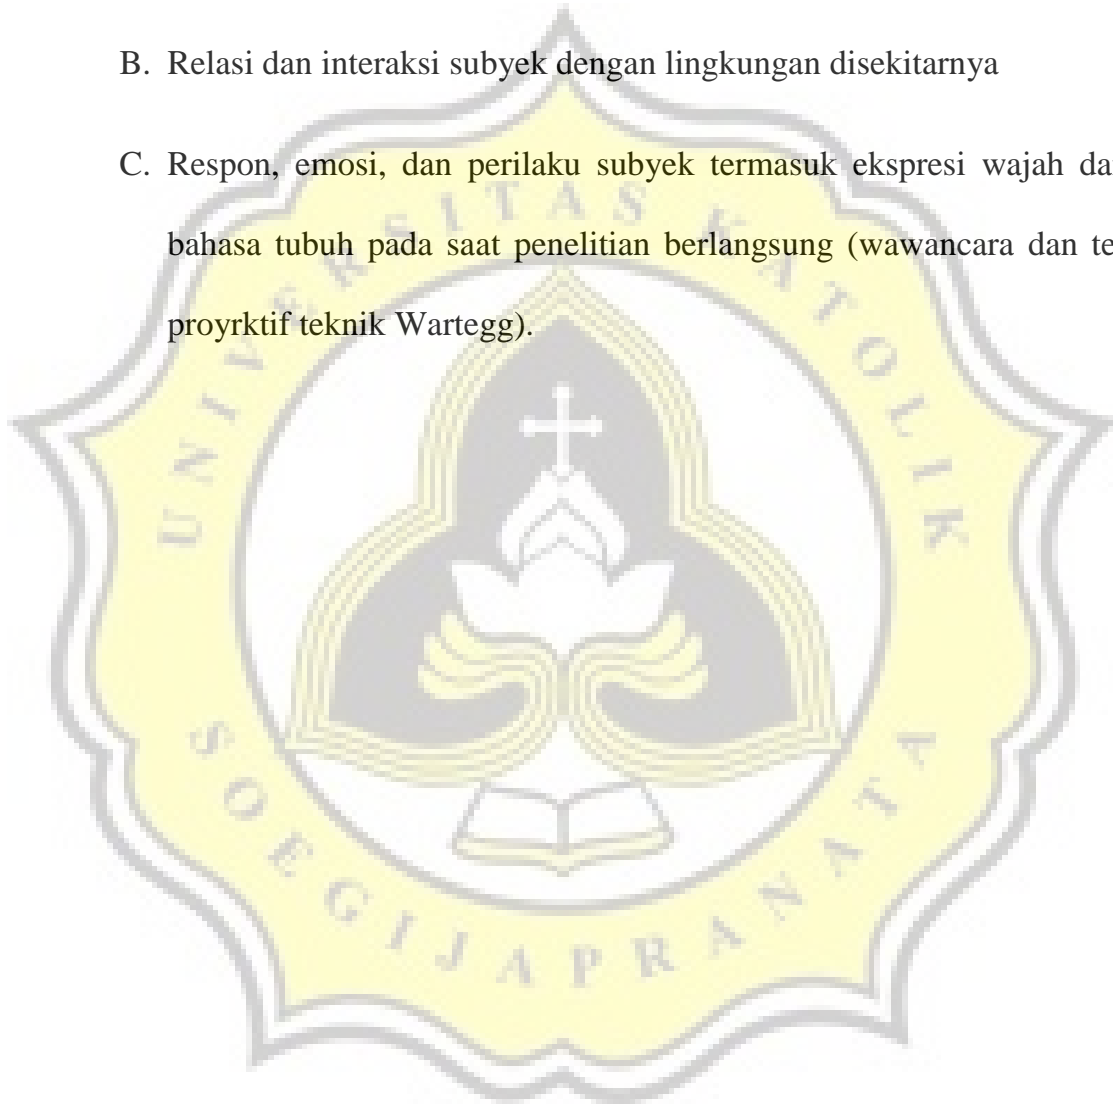 B. Relasi dan interaksi subyek dengan lingkungan disekitarnya
C. Respon, emosi, dan perilaku subyek termasuk ekspresi wajah da
bahasa tubuh pada saat penelitian berlangsung (wawancara dan te
proyrktif teknik Wartegg).
UNIVERSITAS KATOLIK
SOEGIJAPRANATA